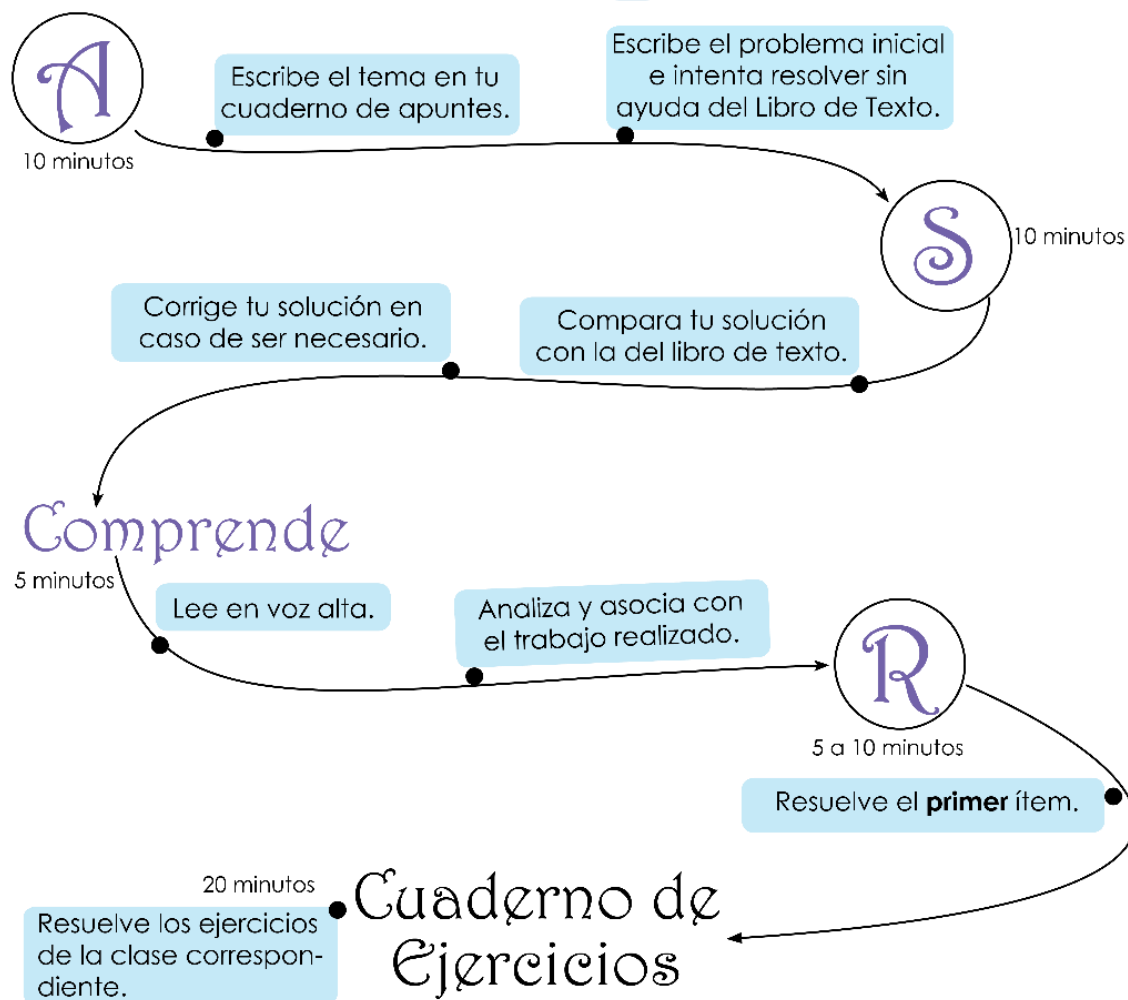 A
10 minutos
Escribe el tema en tu
cuaderno de apuntes.
Escribe el problema inicial
e intenta resolver sin
ayuda del Libro de Texto.
S
10 minutos
Compara tu solución
con la del libro de texto.
Corrige tu solución en
caso de ser necesario.
Comprende
5 minutos
Lee en voz alta.
Analiza y asocia con
el trabajo realizado.
R
5 a 10 minutos
Resuelve el primer ítem.
Cuaderno de
Ejercicios
20 minutos
Resuelve los ejercicios
de la clase correspon-
diente.